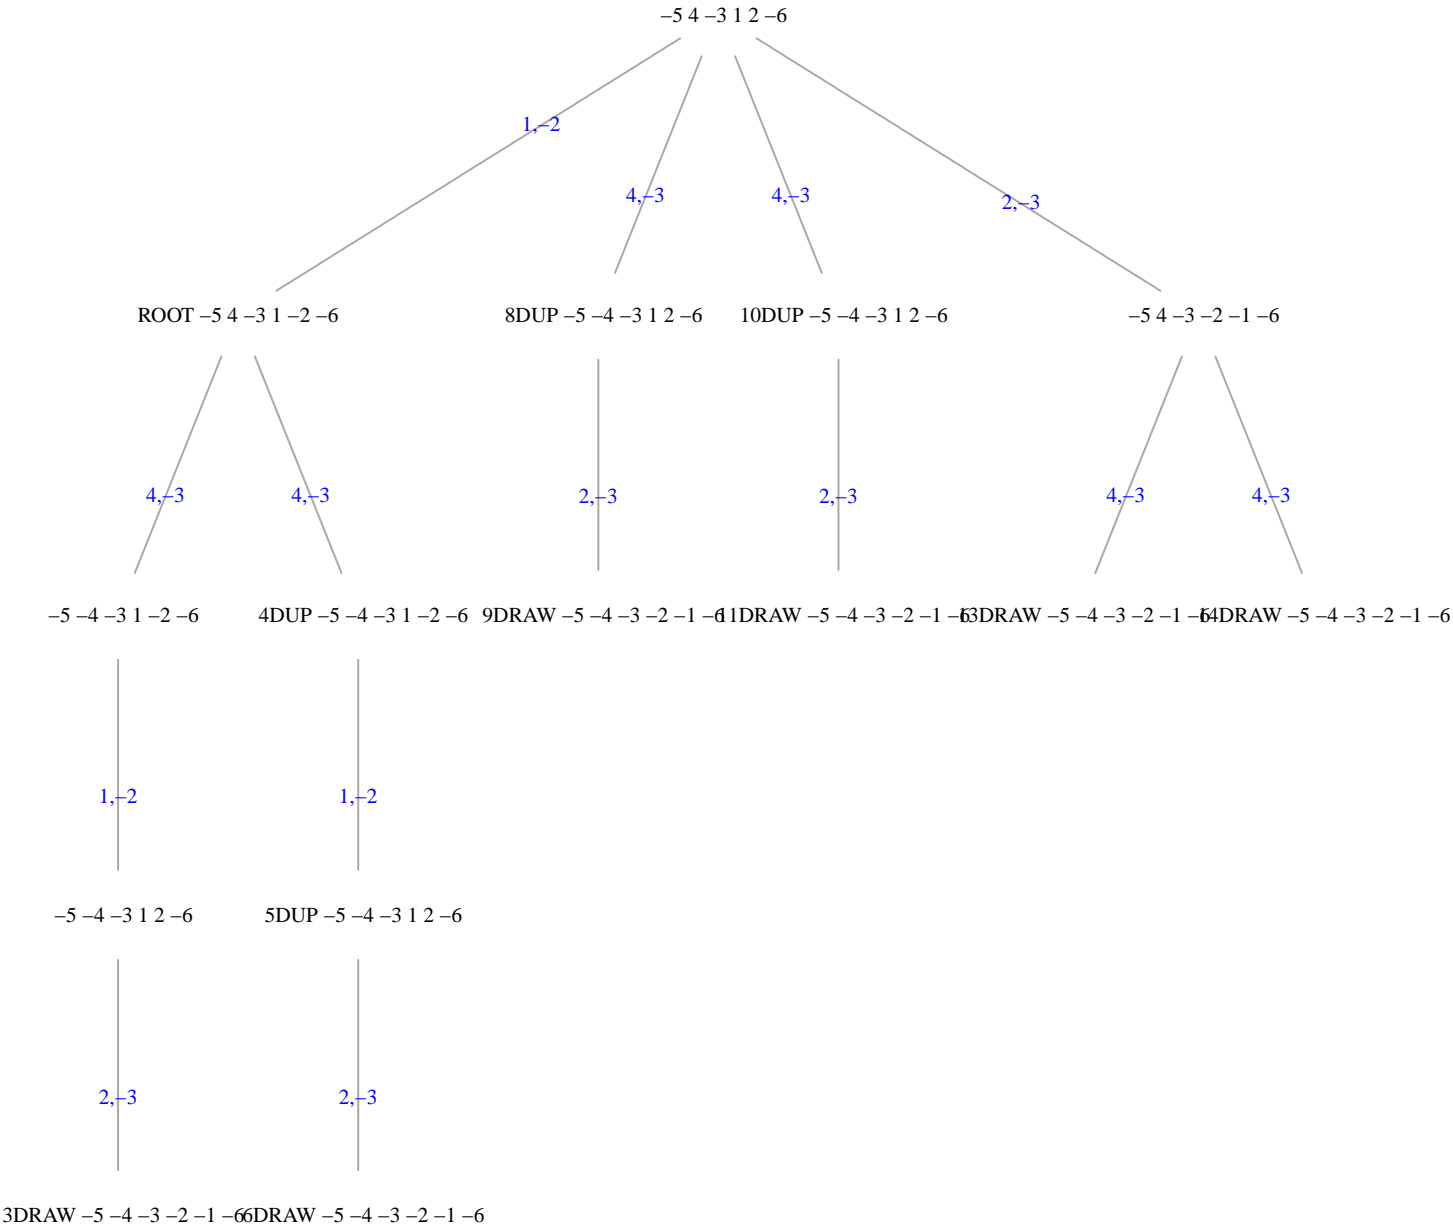 −5 4 −3 1 2 −6
1,−2
4,−3
4,−3
2,−3
ROOT −5 4 −3 1 −2 −6
8DUP −5 −4 −3 1 2 −6
10DUP −5 −4 −3 1 2 −6
−5 4 −3 −2 −1 −6
4,−3
4,−3
2,−3
2,−3
4,−3
4,−3
−5 −4 −3 1 −2 −6
4DUP −5 −4 −3 1 −2 −6
9DRAW −5 −4 −3 −2 −1 −6
11DRAW −5 −4 −3 −2 −1 −6
13DRAW −5 −4 −3 −2 −1 −6
14DRAW −5 −4 −3 −2 −1 −6
1,−2
1,−2
−5 −4 −3 1 2 −6
5DUP −5 −4 −3 1 2 −6
2,−3
2,−3
3DRAW −5 −4 −3 −2 −1 −6
6DRAW −5 −4 −3 −2 −1 −6